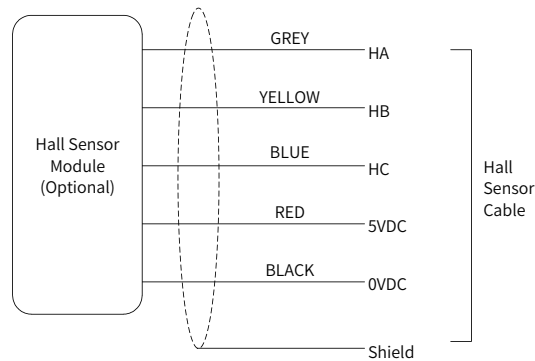 GREY
HA
YELLOW
HB
Hall Sensor
Module
(Optional)
BLUE
HC
Hall
Sensor
Cable
RED
5VDC
BLACK
0VDC
Shield